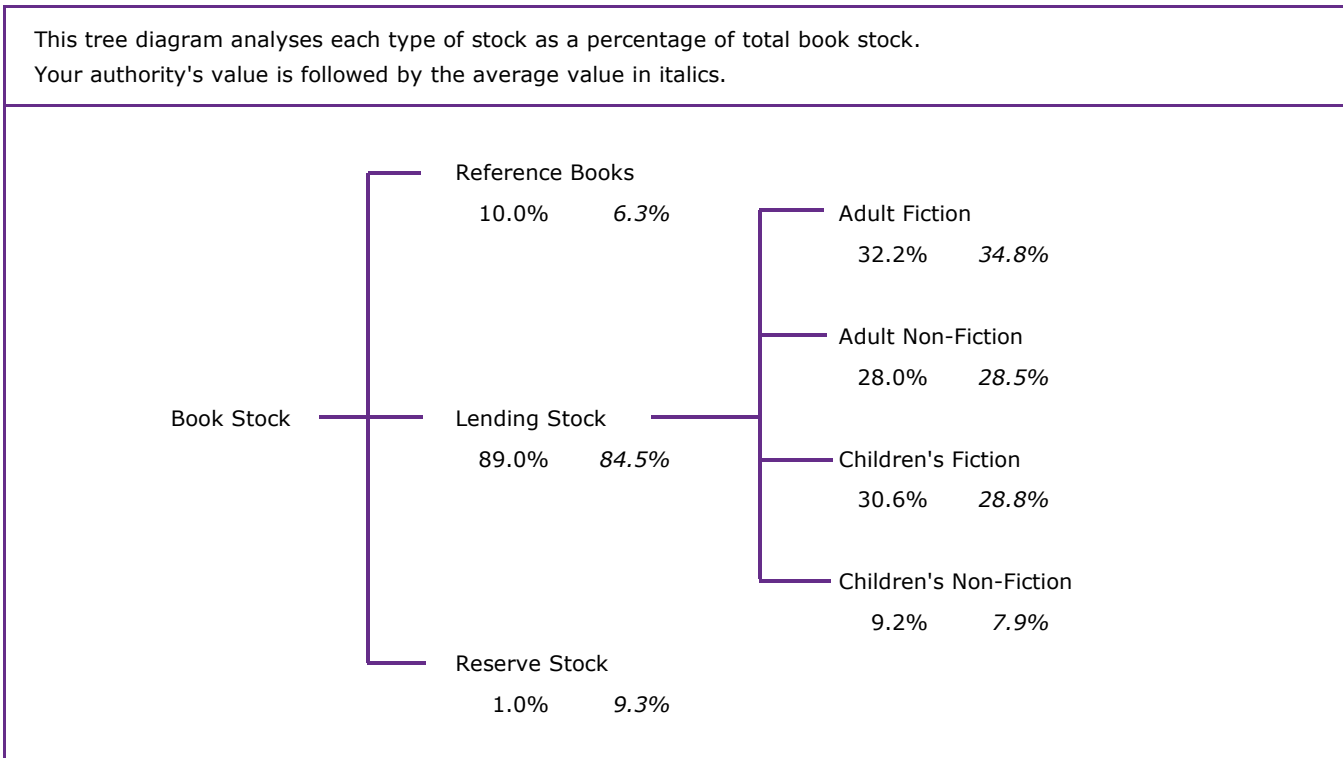 This tree diagram analyses each type of stock as a percentage of total book stock.
Your authority's value is followed by the average value in italics.
Reference Books
10.0% 6.3%
Adult Fiction
32.2% 34.8%
Adult Non-Fiction
28.0% 28.5%
Book Stock
Lending Stock
89.0% 84.5%
Children's Fiction
30.6% 28.8%
Children's Non-Fiction
9.2% 7.9%
Reserve Stock
1.0% 9.3%